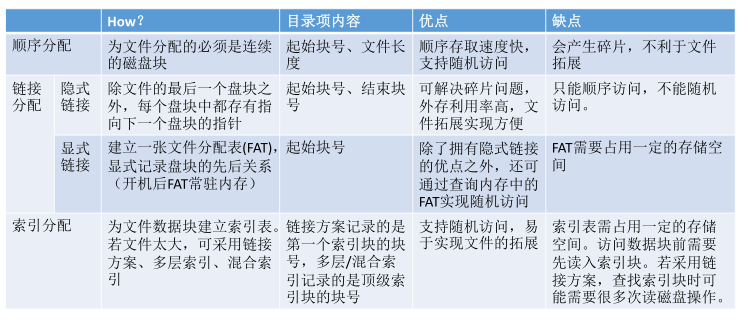 How? 目录项内容 优点 缺点
顺序分配 为文件分配的必须是连续 起始块号、文件长 顺序存取速度快, 会产生碎片，不利于文件
的磁盘块 度 支持随机访问 拓展
链接 隐式 除文件的最后一个盘块之 起始块号、结束块 可解决碎片问题， 只能顺序访问，不能随机
分配 链接 外，每个盘块中都存有指 号 外存利用率高，文 访问。
向下一个盘块的指针 件拓展实现方便
显式 建立一张文件分配表(FAT)， 起始块号 除了拥有隐式链接 FAT需要占用一定的存储空
链接 显式记录盘块的先后关系 的优点之外，还可 间
（开机后FAT常驻内存） 通过查询内存中的
FAT实现随机访问
索引分配 为文件数据块建立索引表。 链接方案记录的是 支持随机访问，易 索引表需占用一定的存储
若文件太大，可采用链接 第一个索引块的块 于实现文件的拓展 空间。访问数据块前需要
方案、多层索引、混合索 号，多层/混合索 先读入索引块。若采用链
引 引记录的是顶级索 接方案，查找索引块时可
引块的块号 能需要很多次读磁盘操作。